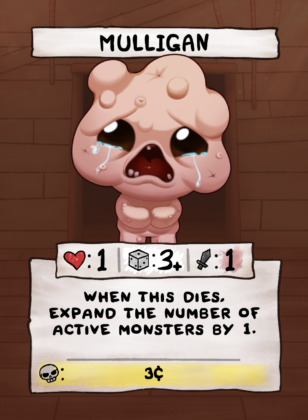 MULLIGAN
:1 :3+ :1
WHEN THIS DIES,
EXPAND THE NUMBER OF
ACTIVE MONSTERS BY 1.
: 3¢